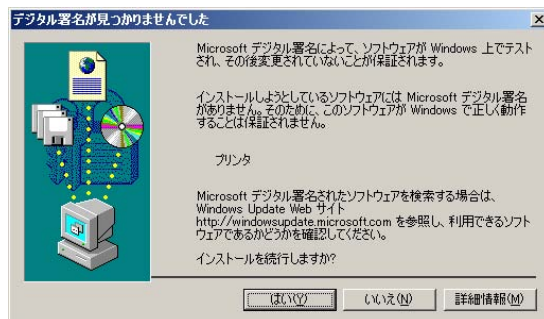 デジタル署名が見つかりませんでした
Microsoft デジタル署名によって、ソフトウェアが Windows 上でテスト
され、その後変更されていないことが保証されます。
インストールしようとしているソフトウェアには Microsoft デジタル署名
がありません。そのために、このソフトウェアが Windows で正しく動作
することは保証されません。
プリンタ
Microsoft デジタル署名されたソフトウェアを検索する場合は、
Windows Update Web サイト
http://windowsupdate.microsoft.com を参照し、利用できるソフト
ウェアであるかどうかを確認してください。
インストールを続行しますか?
はい(Y) いいえ(N) 詳細情報(M)